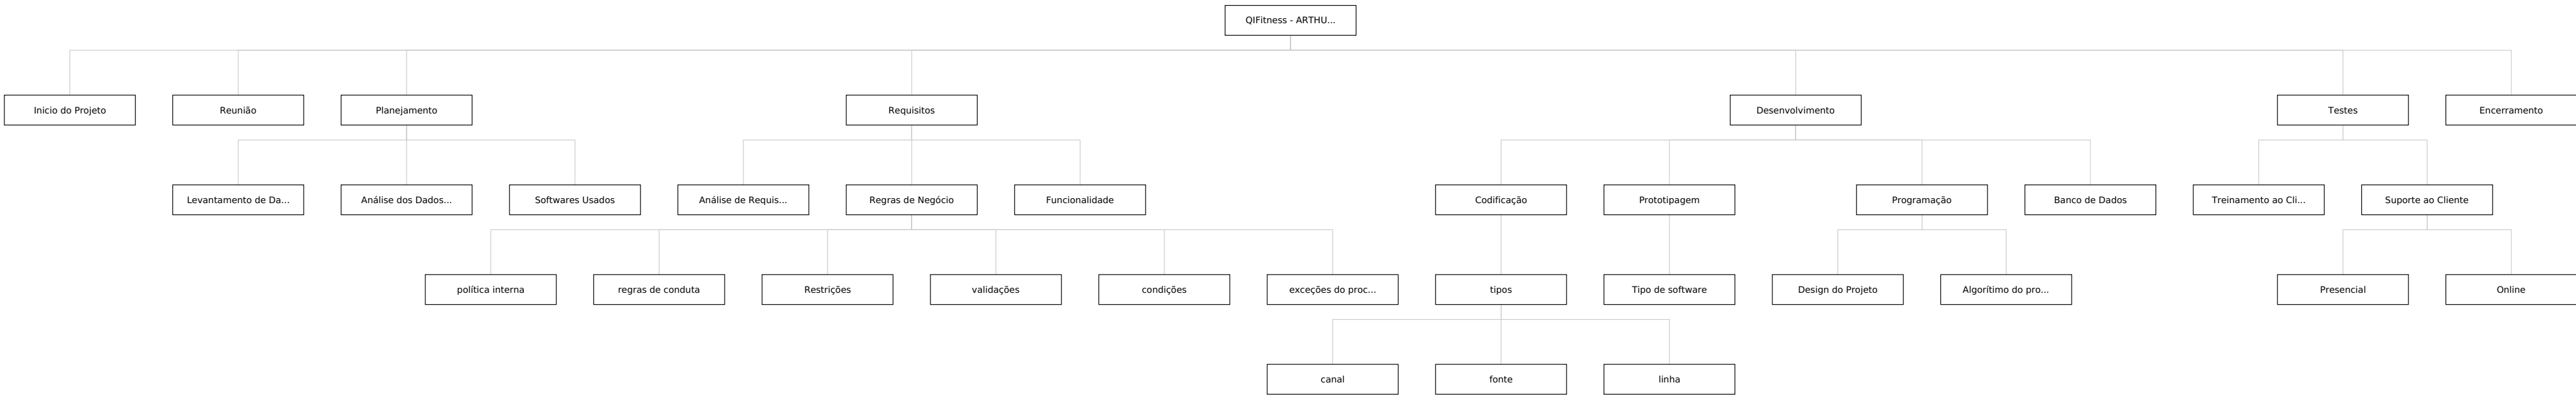 QIFitness - ARTHU...
Inicio do Projeto
Reunião
Planejamento
Requisitos
Desenvolvimento
Testes
Encerramento
Levantamento de Da...
Análise dos Dados...
Softwares Usados
Análise de Requis...
Regras de Negócio
Funcionalidade
Codificação
Prototipagem
Programação
Banco de Dados
Treinamento ao Cli...
Suporte ao Cliente
política interna
regras de conduta
Restrições
validações
condições
exceções do proc...
tipos
Tipo de software
Design do Projeto
Algorítimo do pro...
Presencial
Online
canal
fonte
linha